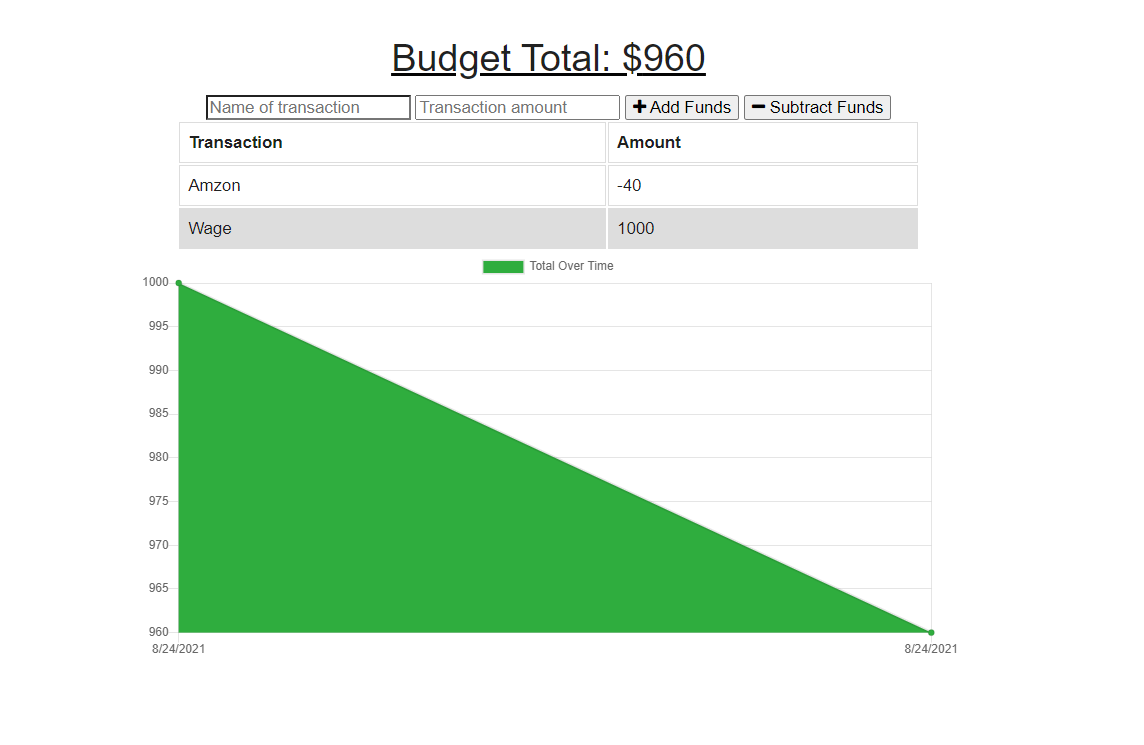 Budget Total: $960
Name of transaction Transaction amount Add Funds Subtract Funds
Transaction Amount
Amzon -40
Wage 1000
Total Over Time
1000
995
990
985
980
975
970
965
960
8/24/2021 8/24/2021